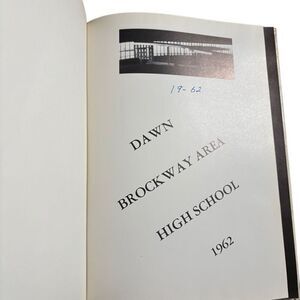 19-62
DAWN
BROCKWAY AREA
HIGH SCHOOL
1962